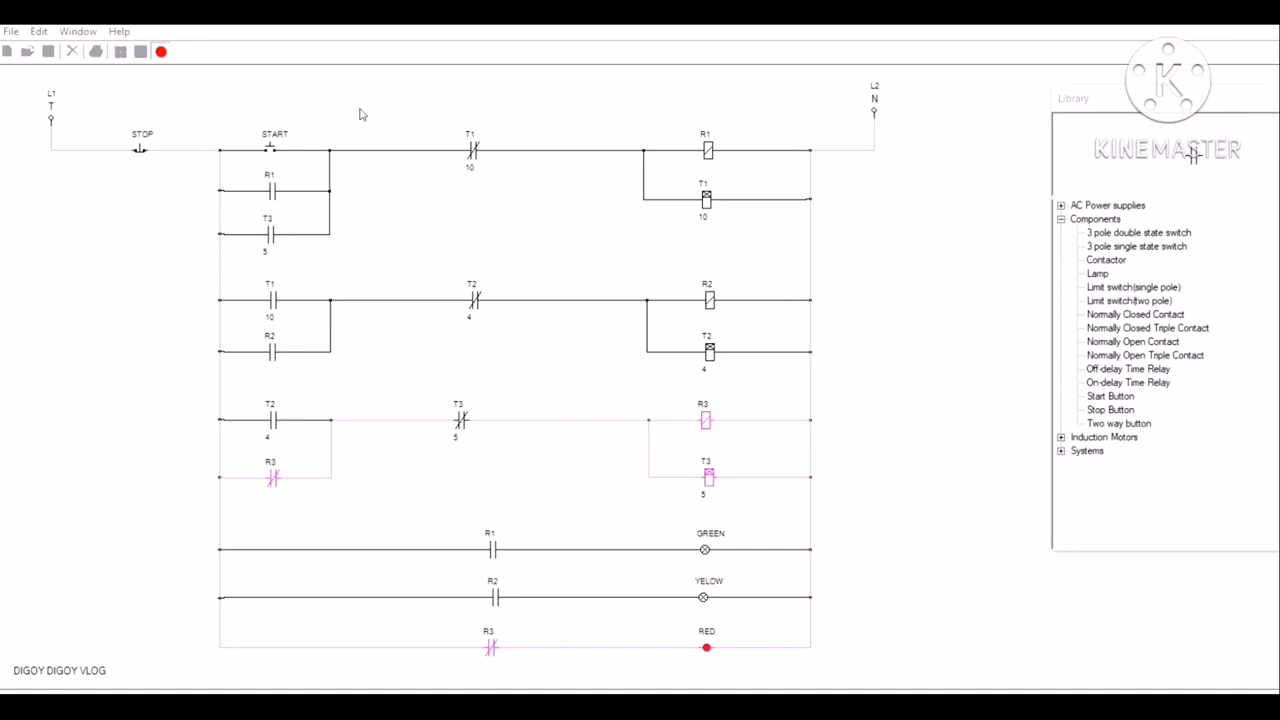 File Edit Window Help
L1
T
L2
N
Library
KINEMASTER
STOP
START
T1
10
R1
R1
T1
10
T3
5
AC Power supplies
Components
3 pole double state switch
3 pole single state switch
Contactor
Lamp
Limit switch(single pole)
Limit switch(two pole)
Normally Closed Contact
Normally Closed Triple Contact
Normally Open Contact
Normally Open Triple Contact
Off-delay Time Relay
On-delay Time Relay
Start Button
Stop Button
Two way button
Induction Motors
Systems
T1
10
T2
4
R2
R2
T2
4
T2
4
T3
5
R3
R3
T3
5
R1
GREEN
R2
YELOW
R3
RED
DIGOY DIGOY VLOG